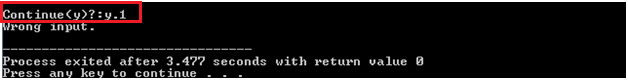 Continue(y)?:y.1
Wrong input.
--------------------------------
Process exited after 3.477 seconds with return value 0
Press any key to continue . . .